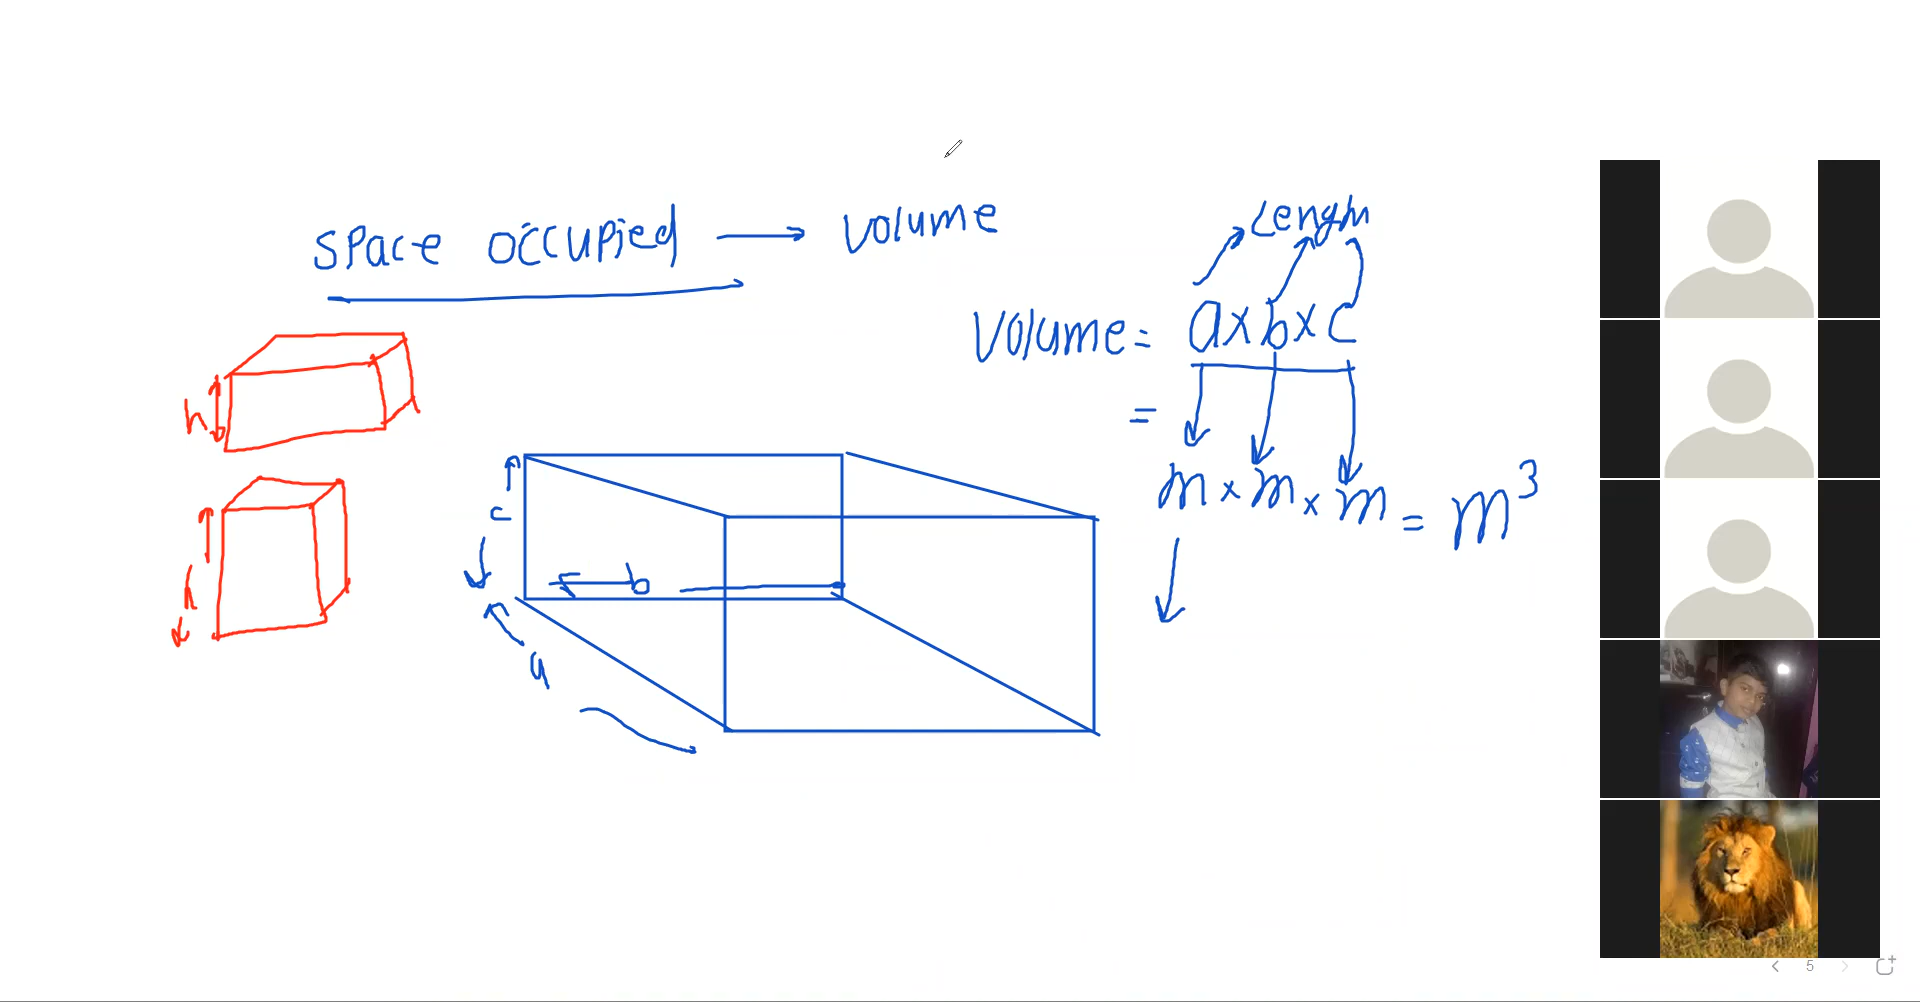 space occupied → volume
Length
Volume = a x b x c
=
m x m x m = m³
h
h
c
b
a
5